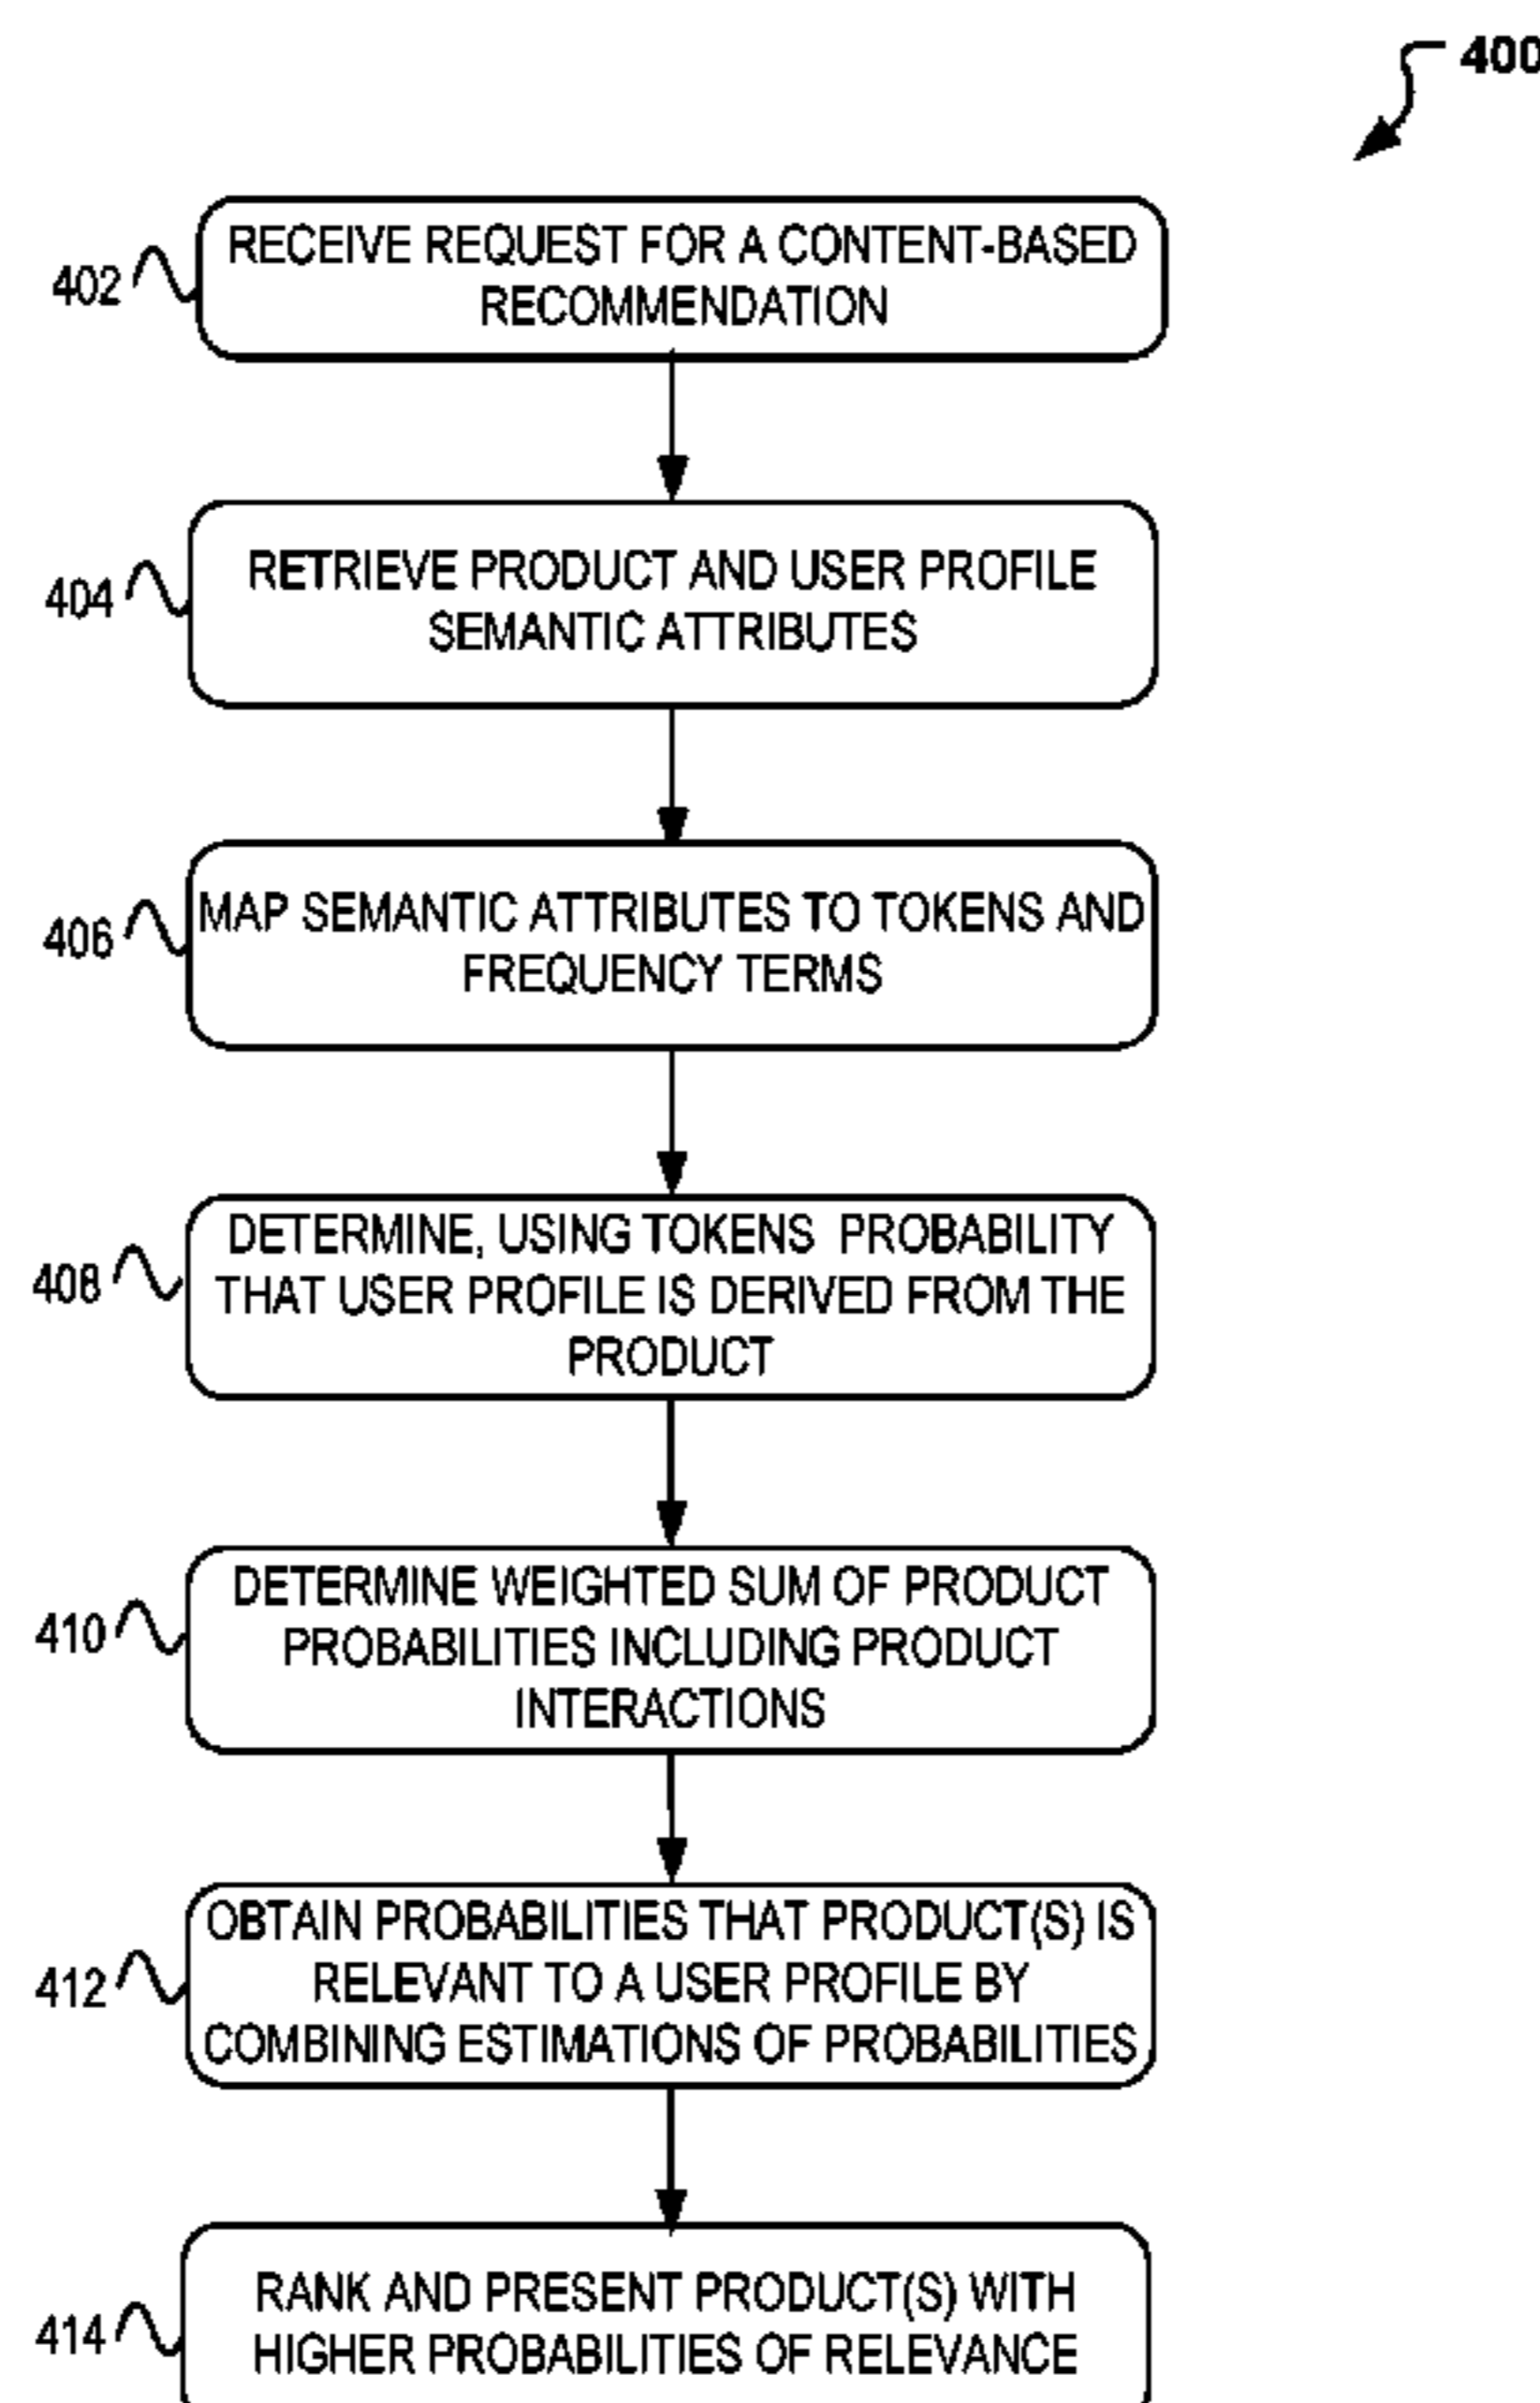 400
402
RECEIVE REQUEST FOR A CONTENT-BASED
RECOMMENDATION
404
RETRIEVE PRODUCT AND USER PROFILE
SEMANTIC ATTRIBUTES
406
MAP SEMANTIC ATTRIBUTES TO TOKENS AND
FREQUENCY TERMS
408
DETERMINE, USING TOKENS PROBABILITY
THAT USER PROFILE IS DERIVED FROM THE
PRODUCT
410
DETERMINE WEIGHTED SUM OF PRODUCT
PROBABILITIES INCLUDING PRODUCT
INTERACTIONS
412
OBTAIN PROBABILITIES THAT PRODUCT(S) IS
RELEVANT TO A USER PROFILE BY
COMBINING ESTIMATIONS OF PROBABILITIES
414
RANK AND PRESENT PRODUCT(S) WITH
HIGHER PROBABILITIES OF RELEVANCE